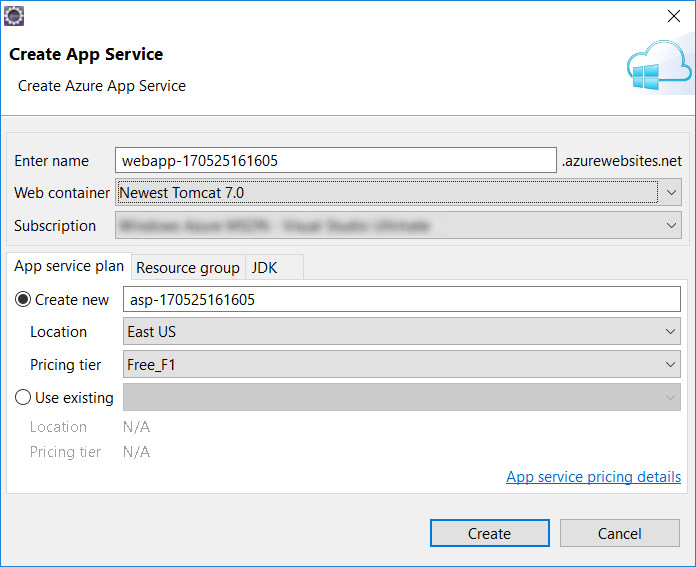 Create App Service
Create Azure App Service
Enter name webapp-170525161605 .azurewebsites.net
Web container Newest Tomcat 7.0
Subscription
App service plan Resource group JDK
Create new asp-170525161605
Location East US
Pricing tier Free_F1
Use existing
Location N/A
Pricing tier N/A
App service pricing details
Create Cancel